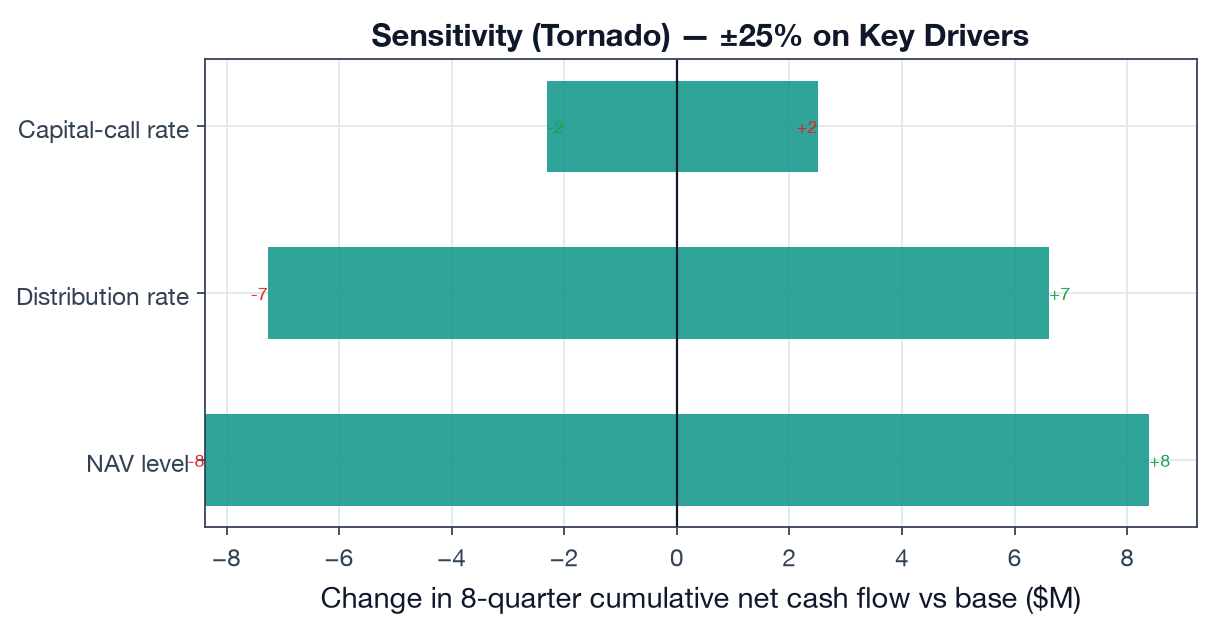 Sensitivity (Tornado) — ±25% on Key Drivers
Capital-call rate
-2
+2
Distribution rate
-7
+7
NAV level
-8
+8
−8 −6 −4 −2 0 2 4 6 8
Change in 8-quarter cumulative net cash flow vs base ($M)